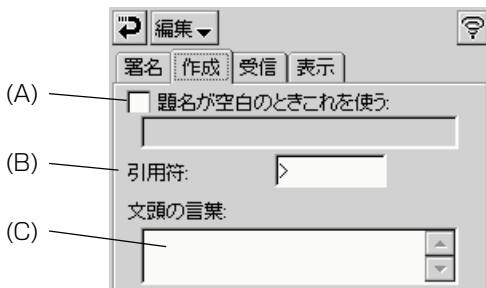 編集
署名 作成 受信 表示
(A) 題名が空白のときこれを使う:
(B) 引用符: >
文頭の言葉:
(C)